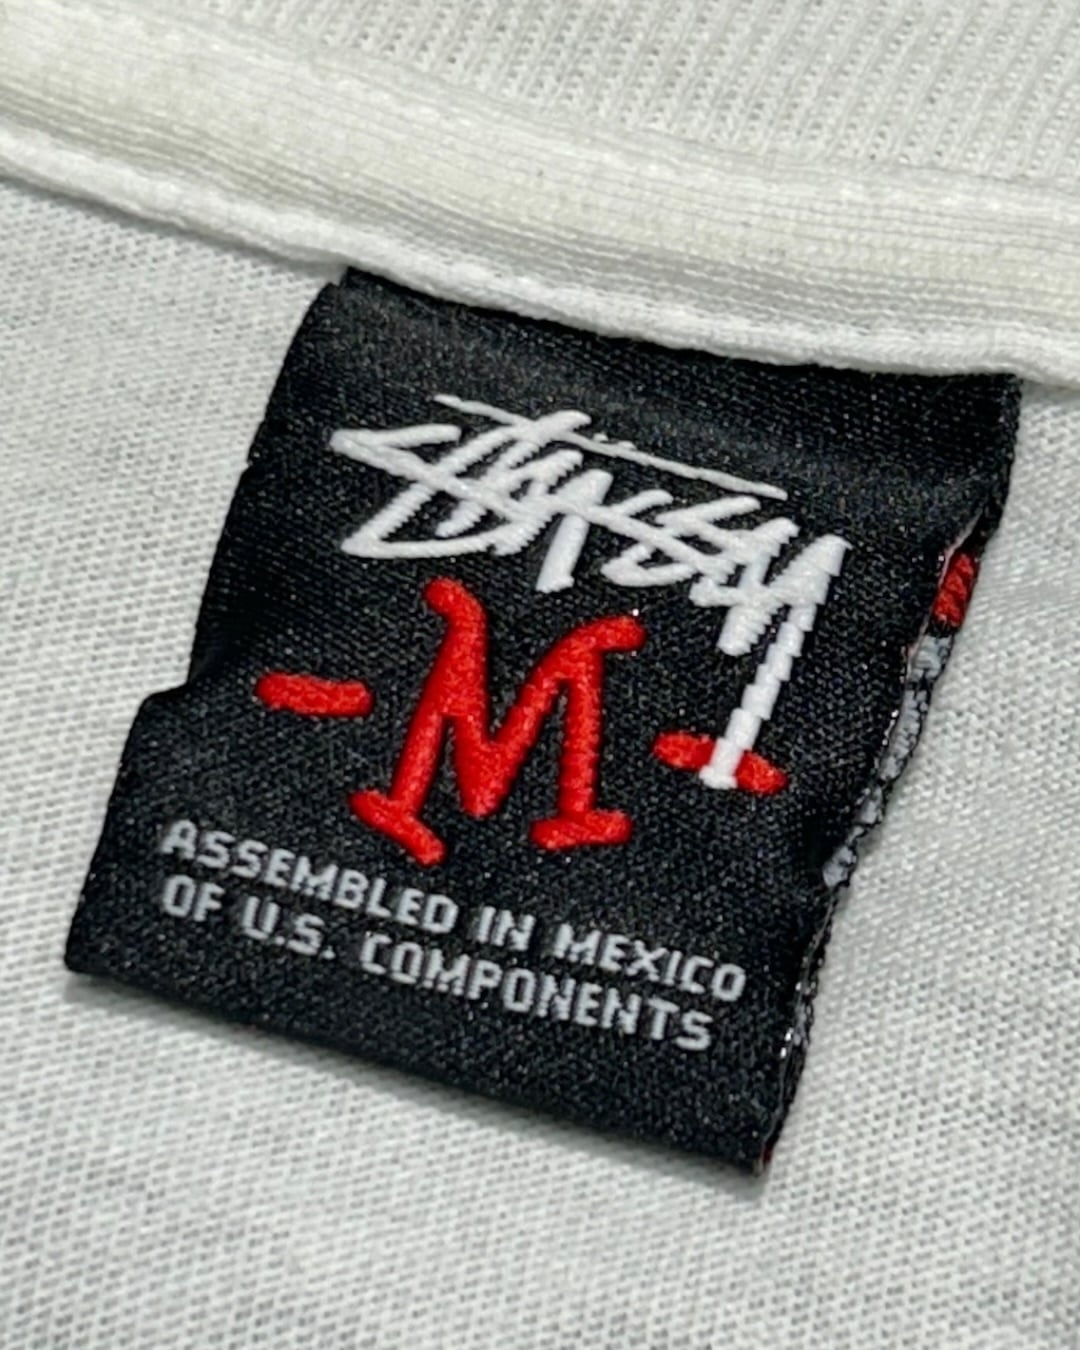 STÜSSY
- M -
ASSEMBLED IN MEXICO
OF U.S. COMPONENTS